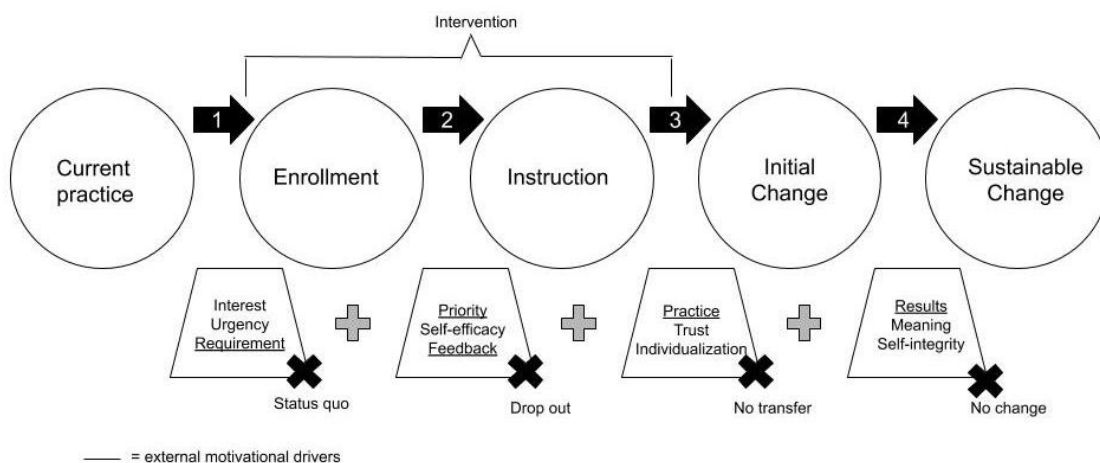 Intervention
1
2
3
4
Current
practice
Enrollment
Instruction
Initial
Change
Sustainable
Change
Interest
Urgency
Requirement
Status quo
Priority
Self-efficacy
Feedback
Drop out
Practice
Trust
Individualization
No transfer
Results
Meaning
Self-integrity
No change
= external motivational drivers